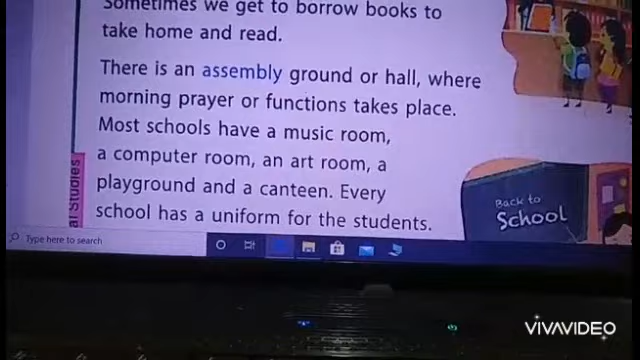 Sometimes we get to borrow books to
take home and read.
There is an assembly ground or hall, where
morning prayer or functions takes place.
Most schools have a music room,
a computer room, an art room, a
playground and a canteen. Every
school has a uniform for the students.
Back to
School
al Studies
Type here to search
VIVAVIDEO